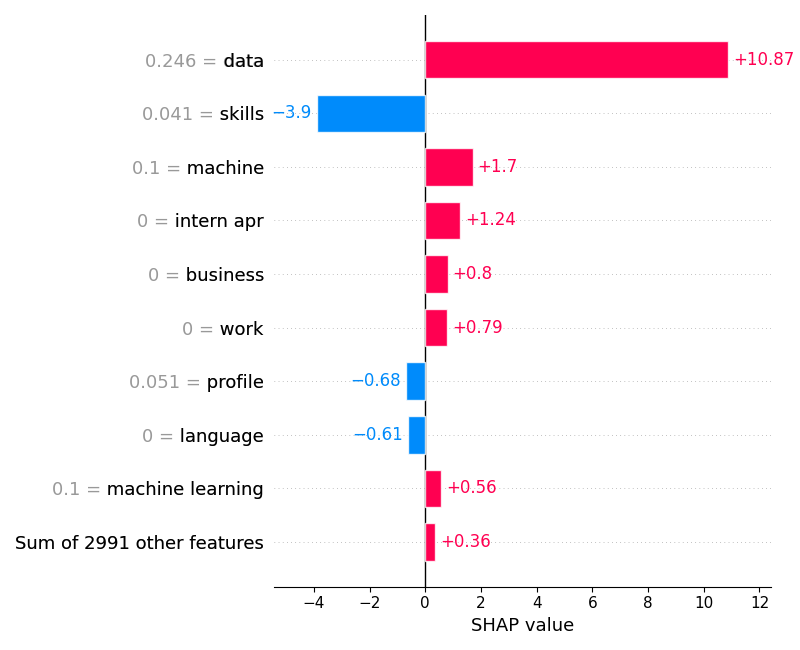 0.246 = data +10.87
0.041 = skills −3.9
0.1 = machine +1.7
0 = intern apr +1.24
0 = business +0.8
0 = work +0.79
0.051 = profile −0.68
0 = language −0.61
0.1 = machine learning +0.56
Sum of 2991 other features +0.36
−4 −2 0 2 4 6 8 10 12
SHAP value